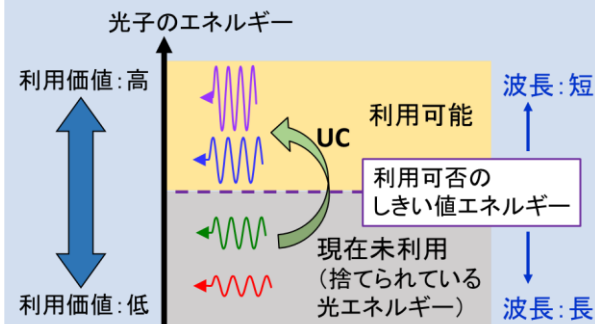 光子のエネルギー
利用価値：高
利用可能
波長：短
UC
利用可否の
しきい値エネルギー
現在未利用
（捨てられている
光エネルギー）
利用価値：低
波長：長